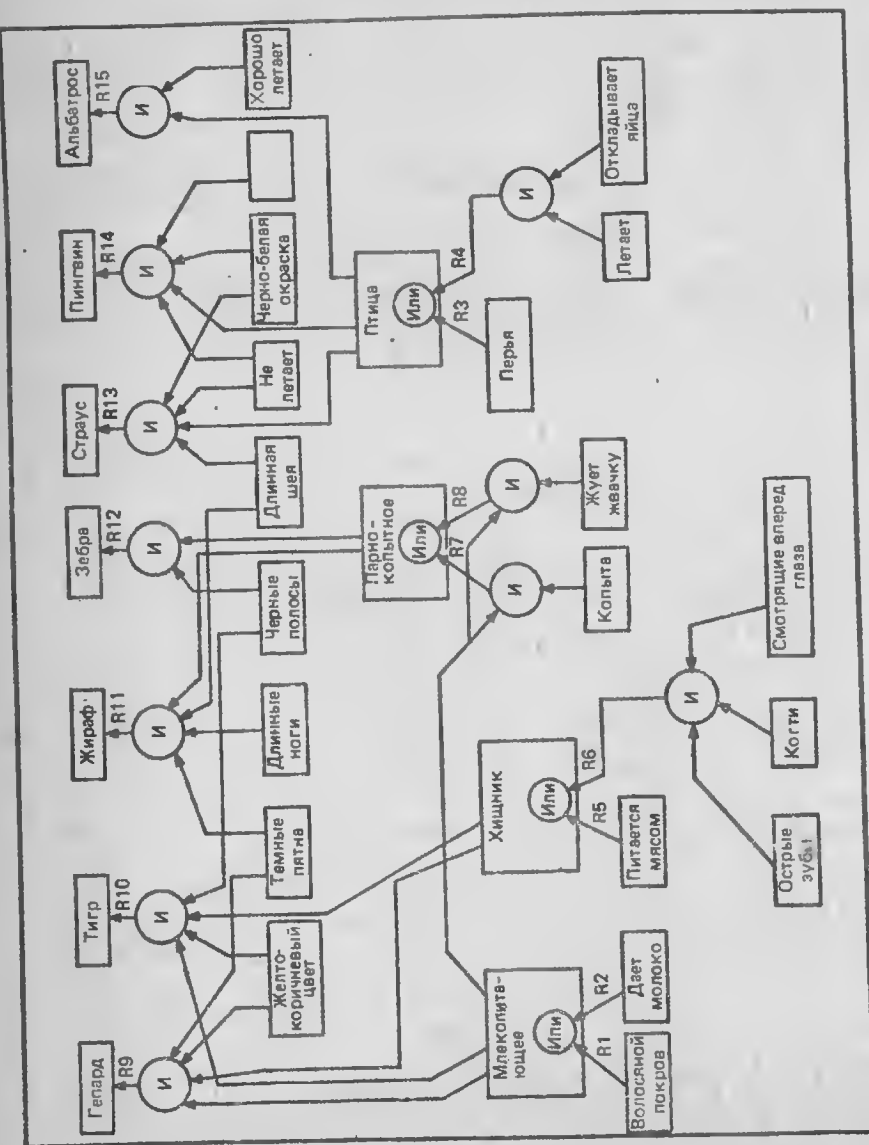 Гепард
Тигр
Жираф
Зебра
Страус
Пингвин
Альбатрос
R9
R10
R11
R12
R13
R14
R15
И
И
И
И
И
И
И
Желто-
коричневый
цвет
Темные
пятна
Длинные
ноги
Черные
полосы
Длинная
шея
Не
летает
Черно-белая
окраска
Хорошо
летает
Млекопита-
ющее
Или
R1
R2
Волосяной
покров
Дает
молоко
Хищник
Или
R5
R6
Питается
мясом
И
Острые
зубы
Когти
Смотрящие вперед
глаза
Парно-
копытное
Или
R7
R8
И
И
Копыта
Жует
жвачку
Птица
Или
R3
R4
Перья
И
Летает
Откладывает
яйца